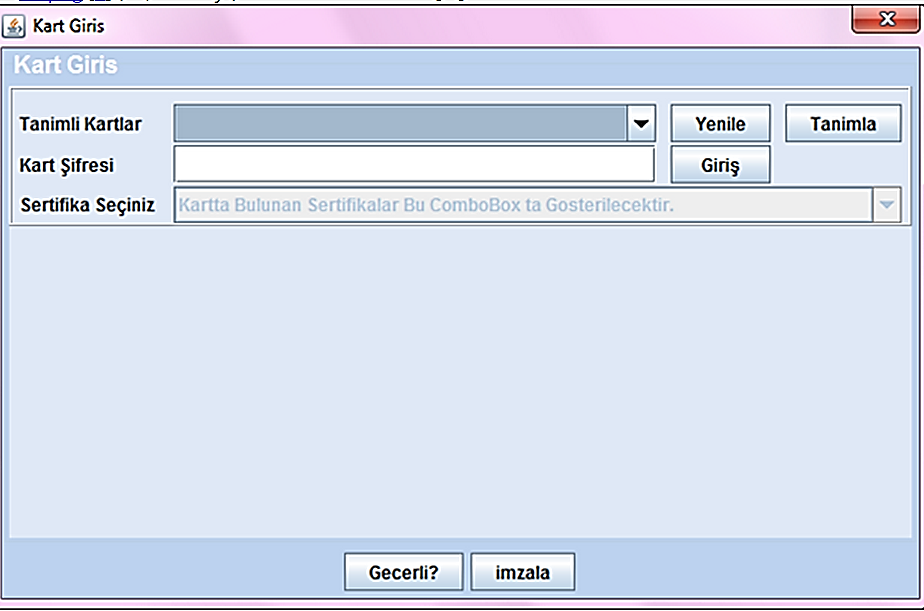 Kart Giris
Kart Giris
Tanimli Kartlar Yenile Tanimla
Kart Şifresi Giriş
Sertifika Seçiniz Kartta Bulunan Sertifikalar Bu ComboBox ta Gosterilecektir.
Gecerli? imzala